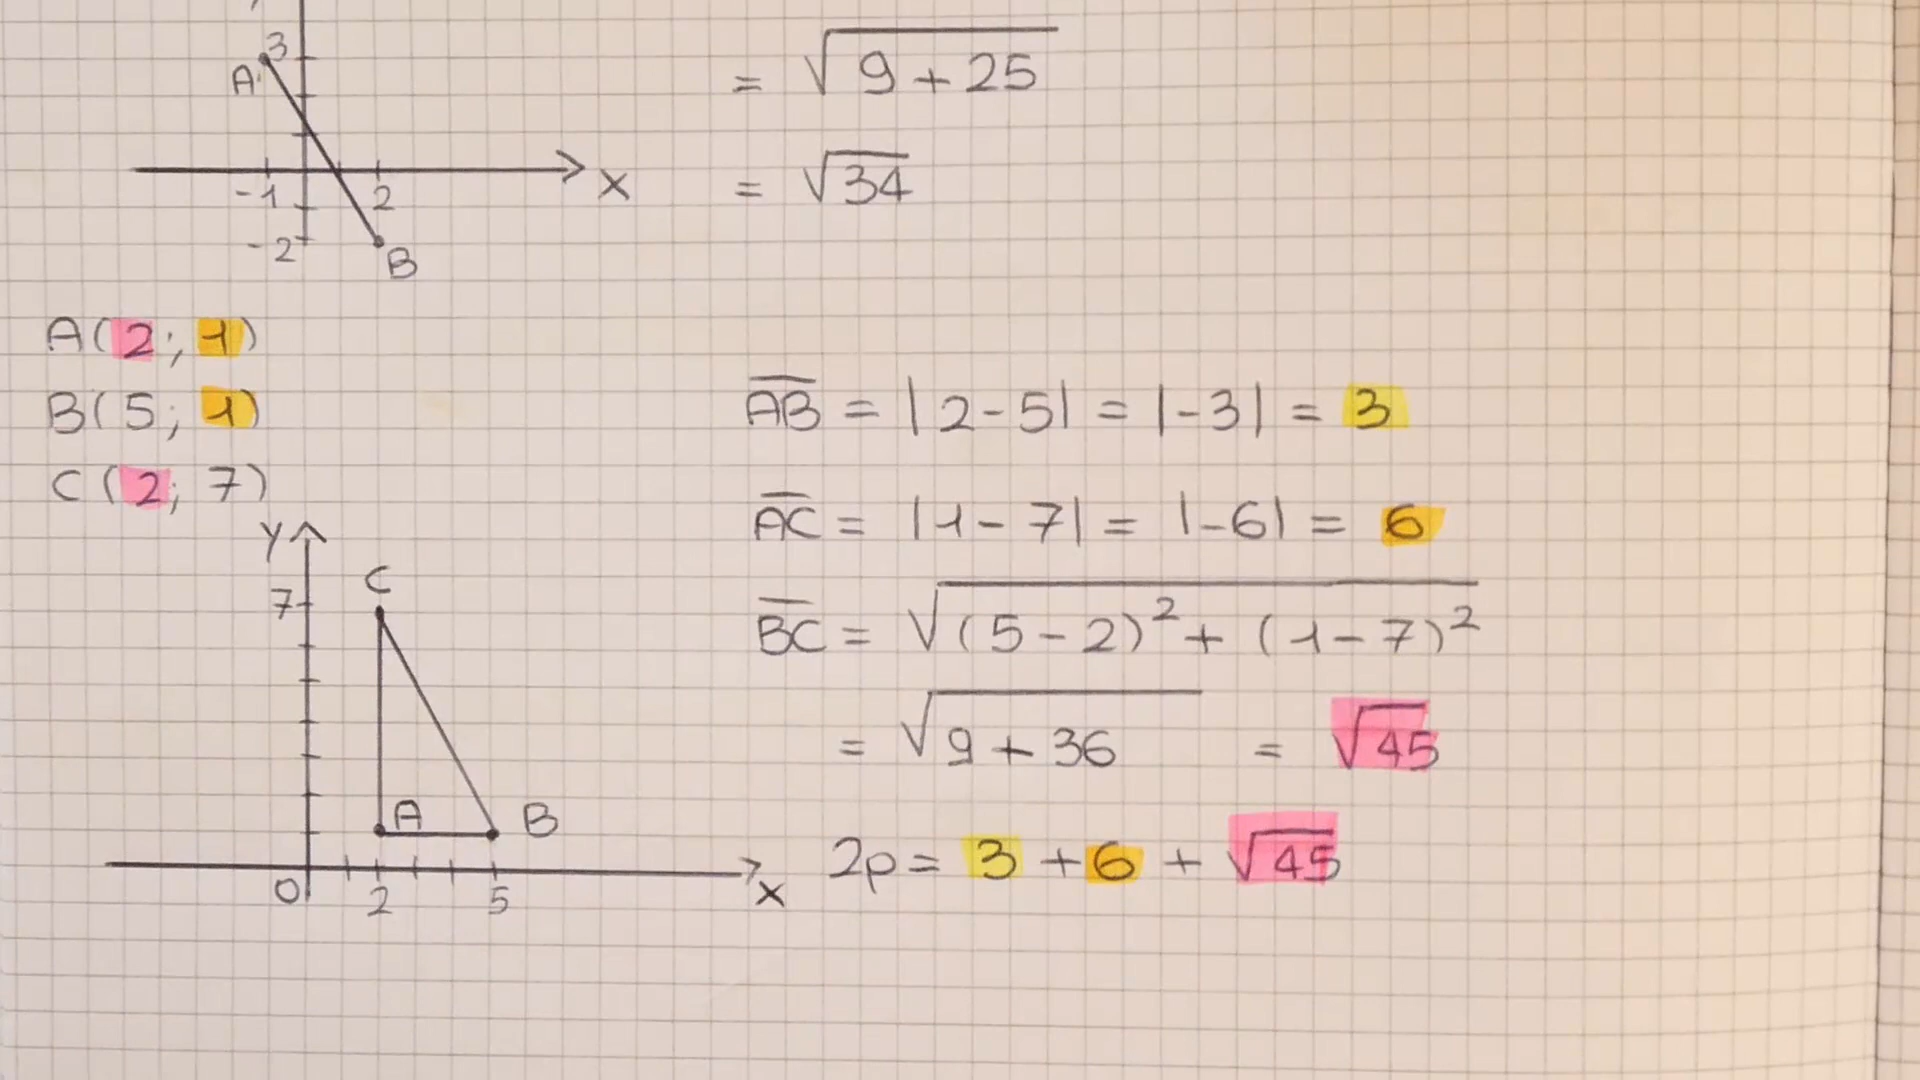 3
A
= √9 + 25
-1 2 x
= √34
-2
B
A(2; 1)
B(5; 1)
C(2; 7)
AB = |2-5| = |-3| = 3
AC = |1-7| = |-6| = 6
BC = √(5-2)² + (1-7)²
= √9+36 = √45
2p = 3 + 6 + √45
y
C
7
A B
0 2 5 x